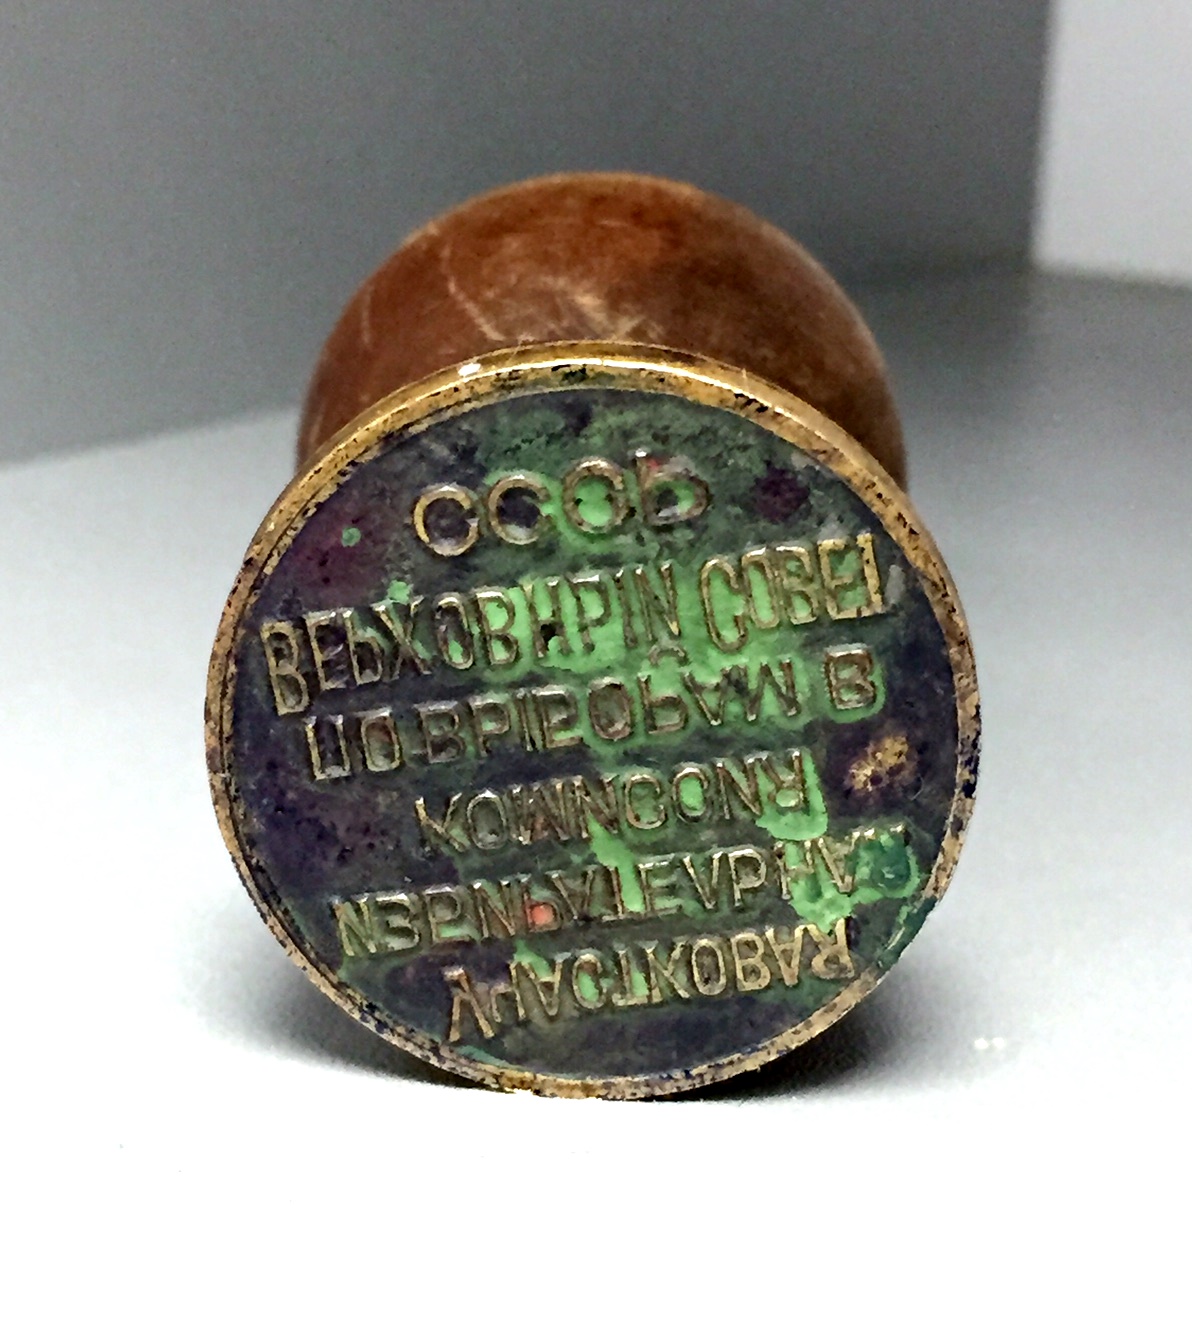 УЧАСТКОВАЯ
ИЗБИРАТЕЛЬНАЯ
КОМИССИЯ
ПО ВЫБОРАМ В
ВЕРХОВНЫЙ СОВЕТ
СССР